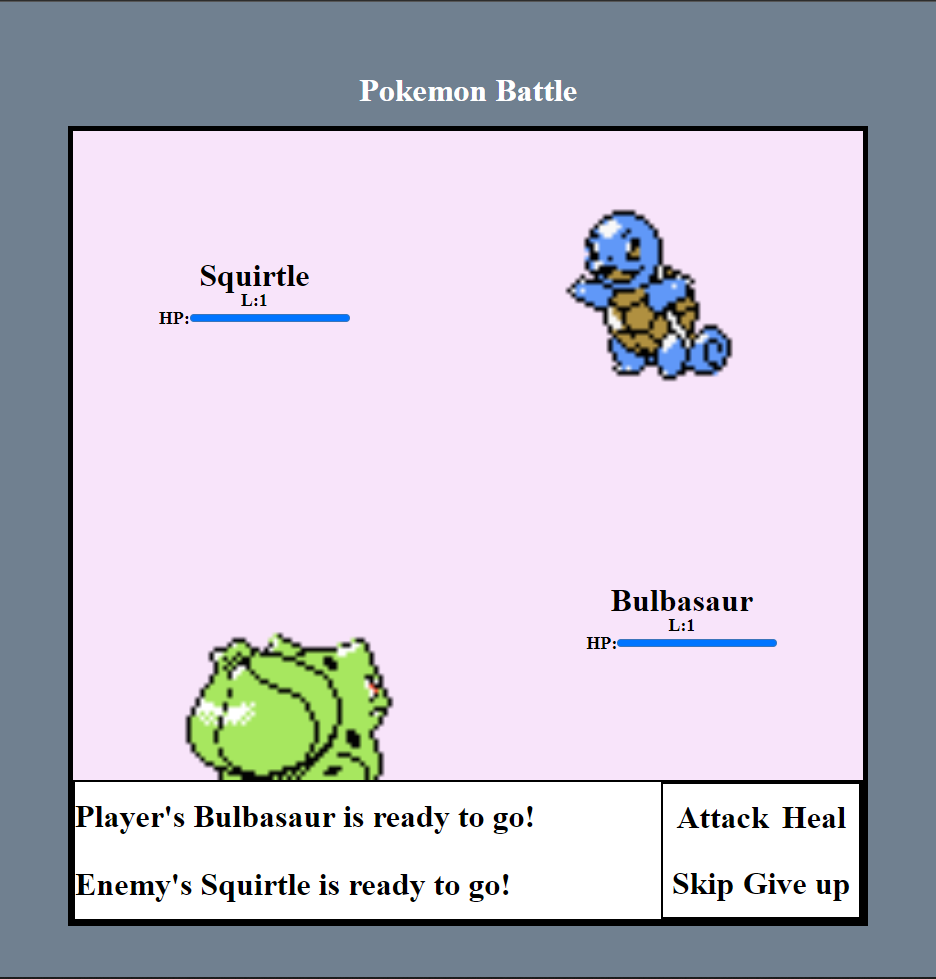 Pokemon Battle
Squirtle
L:1
HP:
Bulbasaur
L:1
HP:
Player's Bulbasaur is ready to go!
Enemy's Squirtle is ready to go!
Attack Heal
Skip Give up